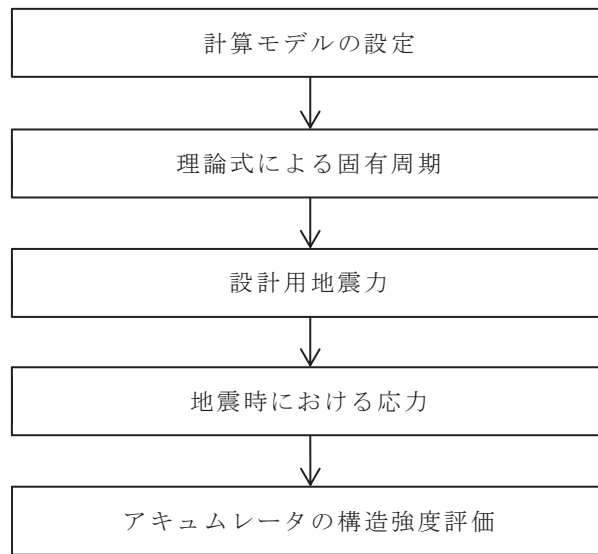 計算モデルの設定
理論式による固有周期
設計用地震力
地震時における応力
アキュムレータの構造強度評価